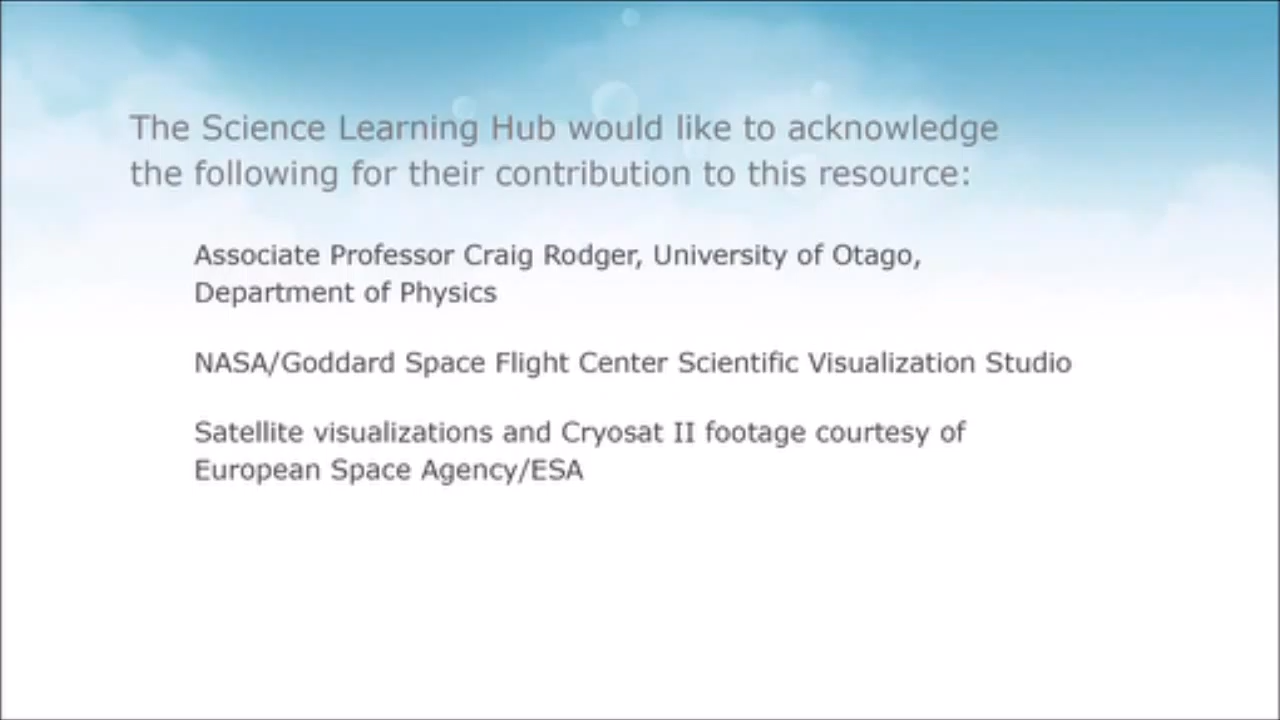 The Science Learning Hub would like to acknowledge
the following for their contribution to this resource:
Associate Professor Craig Rodger, University of Otago,
Department of Physics
NASA/Goddard Space Flight Center Scientific Visualization Studio
Satellite visualizations and Cryosat II footage courtesy of
European Space Agency/ESA